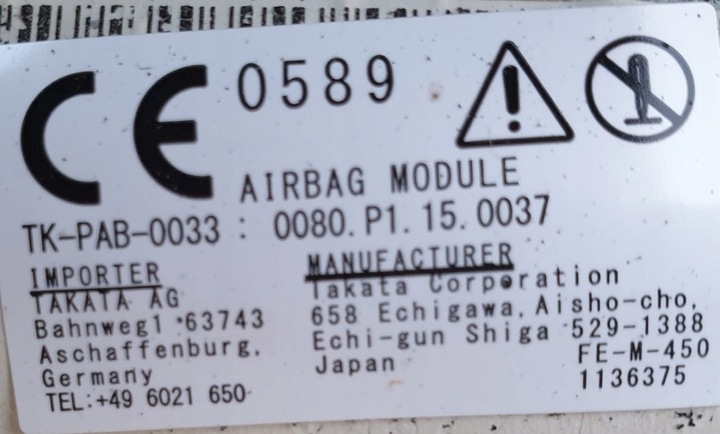 CE 0589
AIRBAG MODULE
TK-PAB-0033 : 0080.P1.15.0037
IMPORTER
TAKATA AG
Bahnweg1 63743
Aschaffenburg,
Germany
TEL:+49 6021 650
MANUFACTURER
Takata Corporation
658 Echigawa, Aisho-cho,
Echi-gun Shiga 529-1388
Japan
FE-M-450
1136375